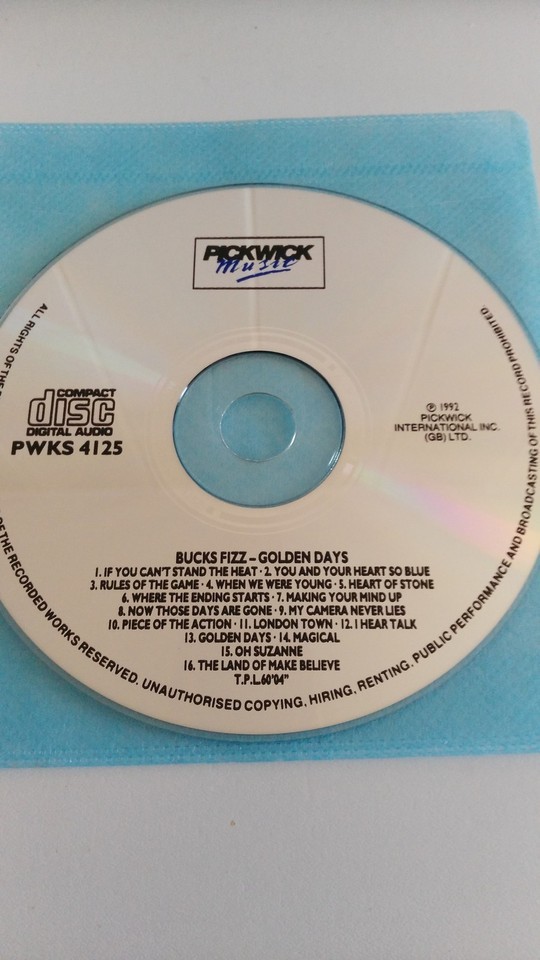 PICKWICK
Music
COMPACT
disc
DIGITAL AUDIO
PWKS 4125
℗ 1992
PICKWICK
INTERNATIONAL INC.
(GB) LTD.
BUCKS FIZZ – GOLDEN DAYS
1. IF YOU CAN'T STAND THE HEAT · 2. YOU AND YOUR HEART SO BLUE
3. RULES OF THE GAME · 4. WHEN WE WERE YOUNG · 5. HEART OF STONE
6. WHERE THE ENDING STARTS · 7. MAKING YOUR MIND UP
8. NOW THOSE DAYS ARE GONE · 9. MY CAMERA NEVER LIES
10. PIECE OF THE ACTION · 11. LONDON TOWN · 12. I HEAR TALK
13. GOLDEN DAYS · 14. MAGICAL
15. OH SUZANNE
16. THE LAND OF MAKE BELIEVE
T.P.L.60'04"
ALL RIGHTS OF THE
OF THE RECORDED WORKS RESERVED. UNAUTHORISED COPYING, HIRING, RENTING, PUBLIC PERFORMANCE AND BROADCASTING OF THIS RECORD PROHIBITED.